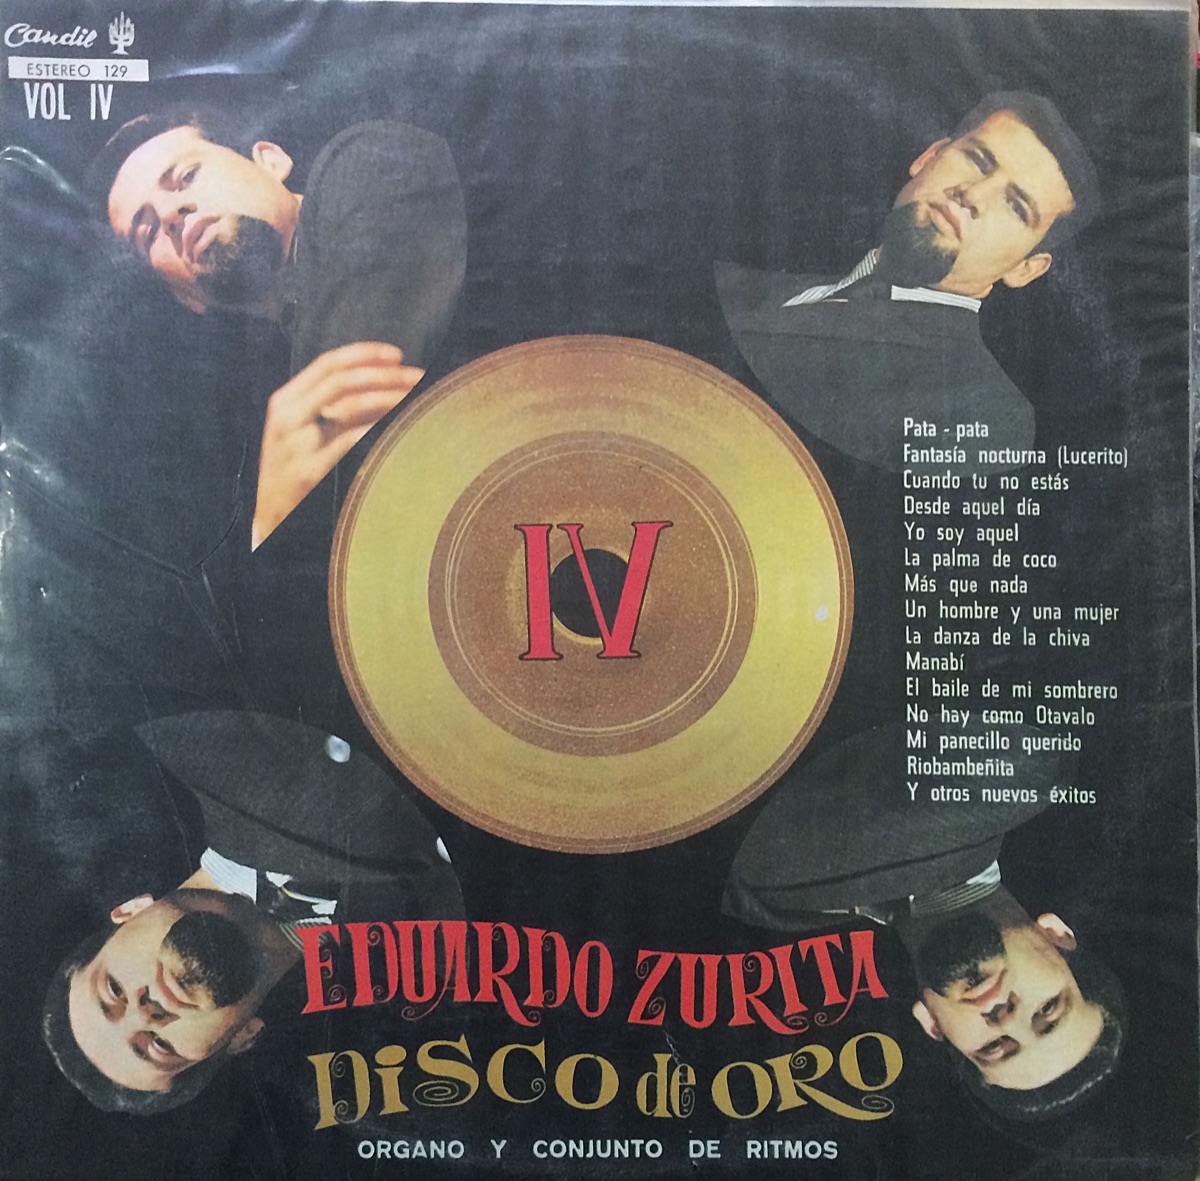 Candil
ESTEREO 129
VOL IV
Pata - pata
Fantasía nocturna (Lucerito)
Cuando tu no estás
Desde aquel día
Yo soy aquel
La palma de coco
Más que nada
Un hombre y una mujer
La danza de la chiva
Manabí
El baile de mi sombrero
No hay como Otavalo
Mi panecillo querido
Riobambeñita
Y otros nuevos éxitos
IV
EDUARDO ZURITA
DISCO de ORO
ORGANO Y CONJUNTO DE RITMOS